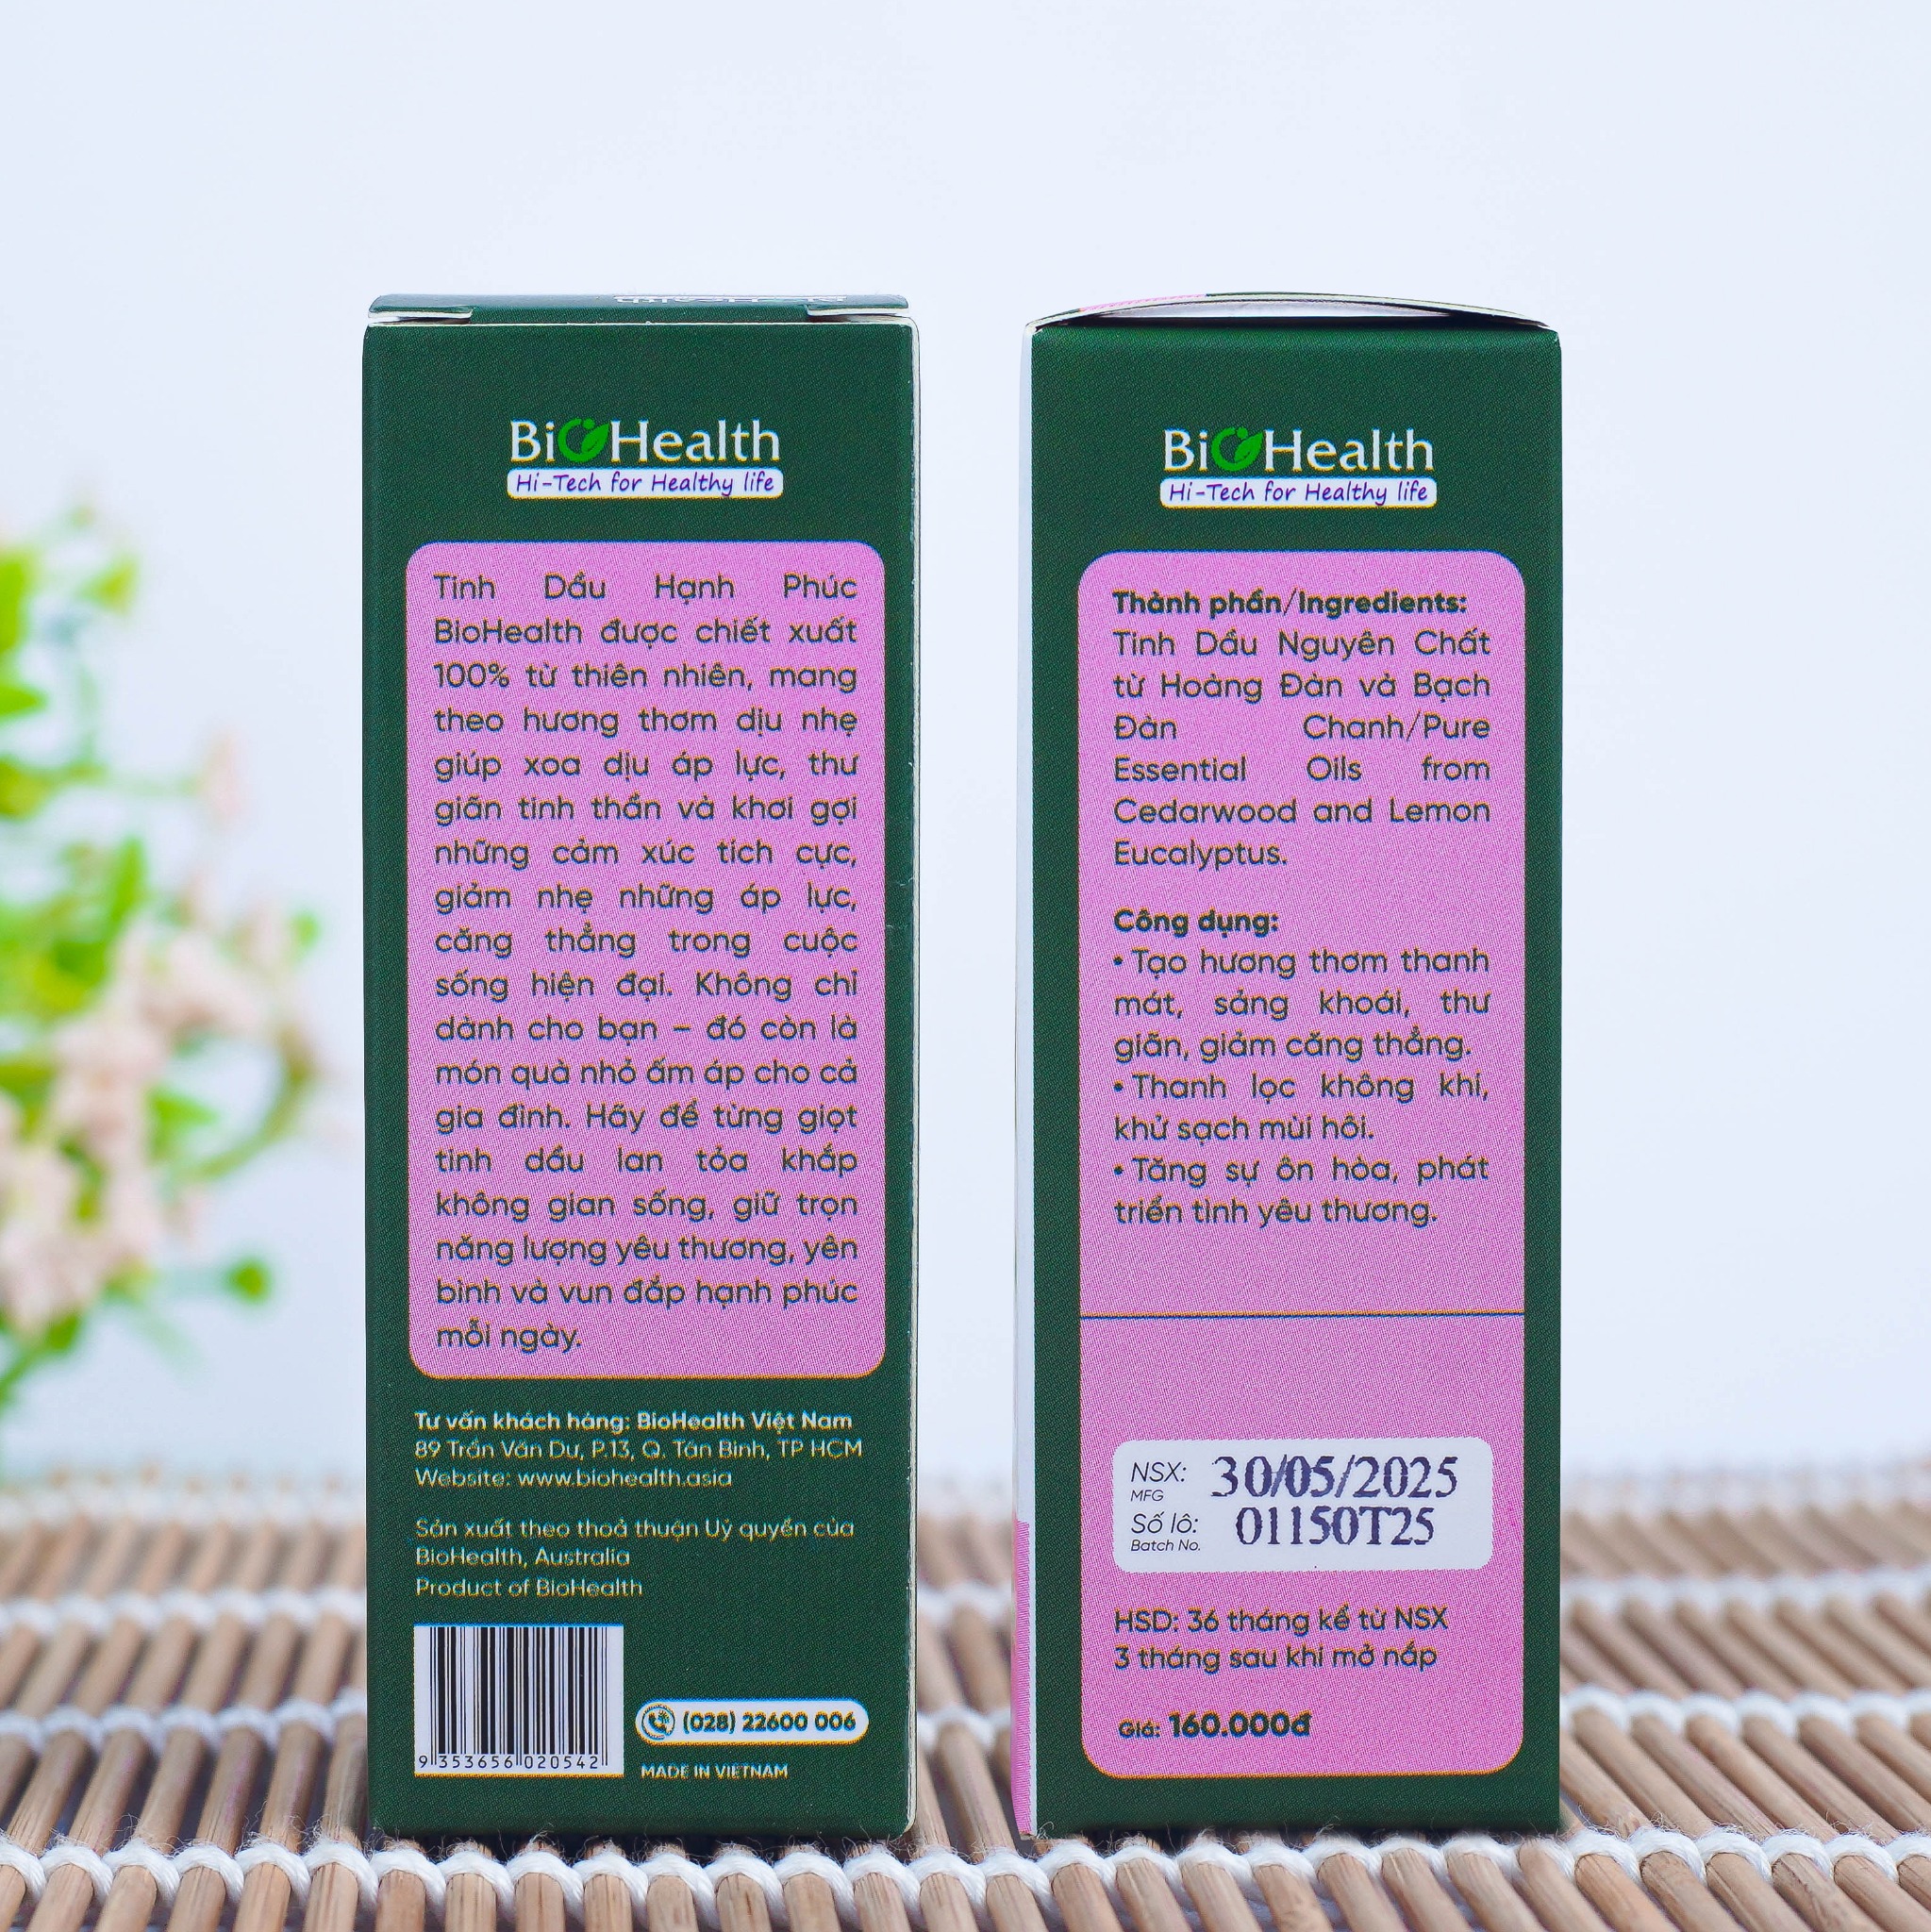 BioHealth
Hi-Tech for Healthy life
Tinh Dầu Hạnh Phúc
BioHealth được chiết xuất
100% từ thiên nhiên, mang
theo hương thơm dịu nhẹ
giúp xoa dịu áp lực, thư
giãn tinh thần và khơi gợi
những cảm xúc tích cực,
giảm nhẹ những áp lực,
căng thẳng trong cuộc
sống hiện đại. Không chỉ
dành cho bạn – đó còn là
món quà nhỏ ấm áp cho cả
gia đình. Hãy để từng giọt
tinh dầu lan tỏa khắp
không gian sống, giữ trọn
năng lượng yêu thương, yên
bình và vun đắp hạnh phúc
mỗi ngày.
Tư vấn khách hàng: BioHealth Việt Nam
89 Trần Văn Dư, P.13, Q. Tân Bình, TP HCM
Website: www.biohealth.asia
Sản xuất theo thoả thuận Uỷ quyền của
BioHealth, Australia
Product of BioHealth
9 353656 020542
(028) 22600 006
MADE IN VIETNAM
BioHealth
Hi-Tech for Healthy life
Thành phần/Ingredients:
Tinh Dầu Nguyên Chất
từ Hoàng Đàn và Bạch
Đàn Chanh/Pure
Essential Oils from
Cedarwood and Lemon
Eucalyptus.
Công dụng:
• Tạo hương thơm thanh
mát, sảng khoái, thư
giãn, giảm căng thẳng.
• Thanh lọc không khí,
khử sạch mùi hôi.
• Tăng sự ôn hòa, phát
triển tình yêu thương.
NSX: 30/05/2025
MFG
Số lô: 01150T25
Batch No.
HSD: 36 tháng kể từ NSX
3 tháng sau khi mở nắp
Giá: 160.000đ